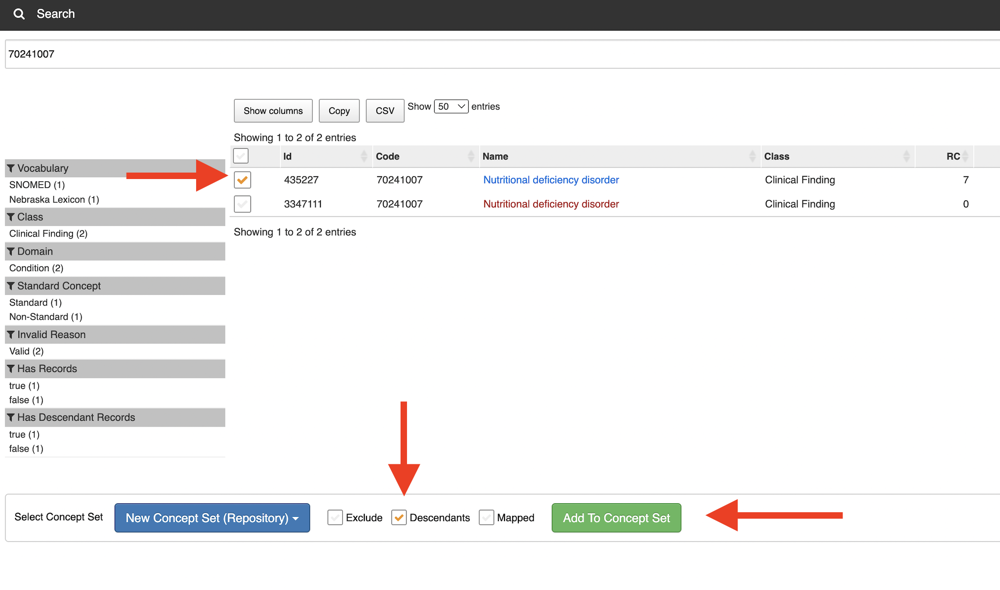 Search
70241007
Show columns Copy CSV Show 50 entries
Showing 1 to 2 of 2 entries
Id Code Name Class RC
435227 70241007 Nutritional deficiency disorder Clinical Finding 7
3347111 70241007 Nutritional deficiency disorder Clinical Finding 0
Showing 1 to 2 of 2 entries
Vocabulary
SNOMED (1)
Nebraska Lexicon (1)
Class
Clinical Finding (2)
Domain
Condition (2)
Standard Concept
Standard (1)
Non-Standard (1)
Invalid Reason
Valid (2)
Has Records
true (1)
false (1)
Has Descendant Records
true (1)
false (1)
Select Concept Set New Concept Set (Repository) Exclude Descendants Mapped Add To Concept Set